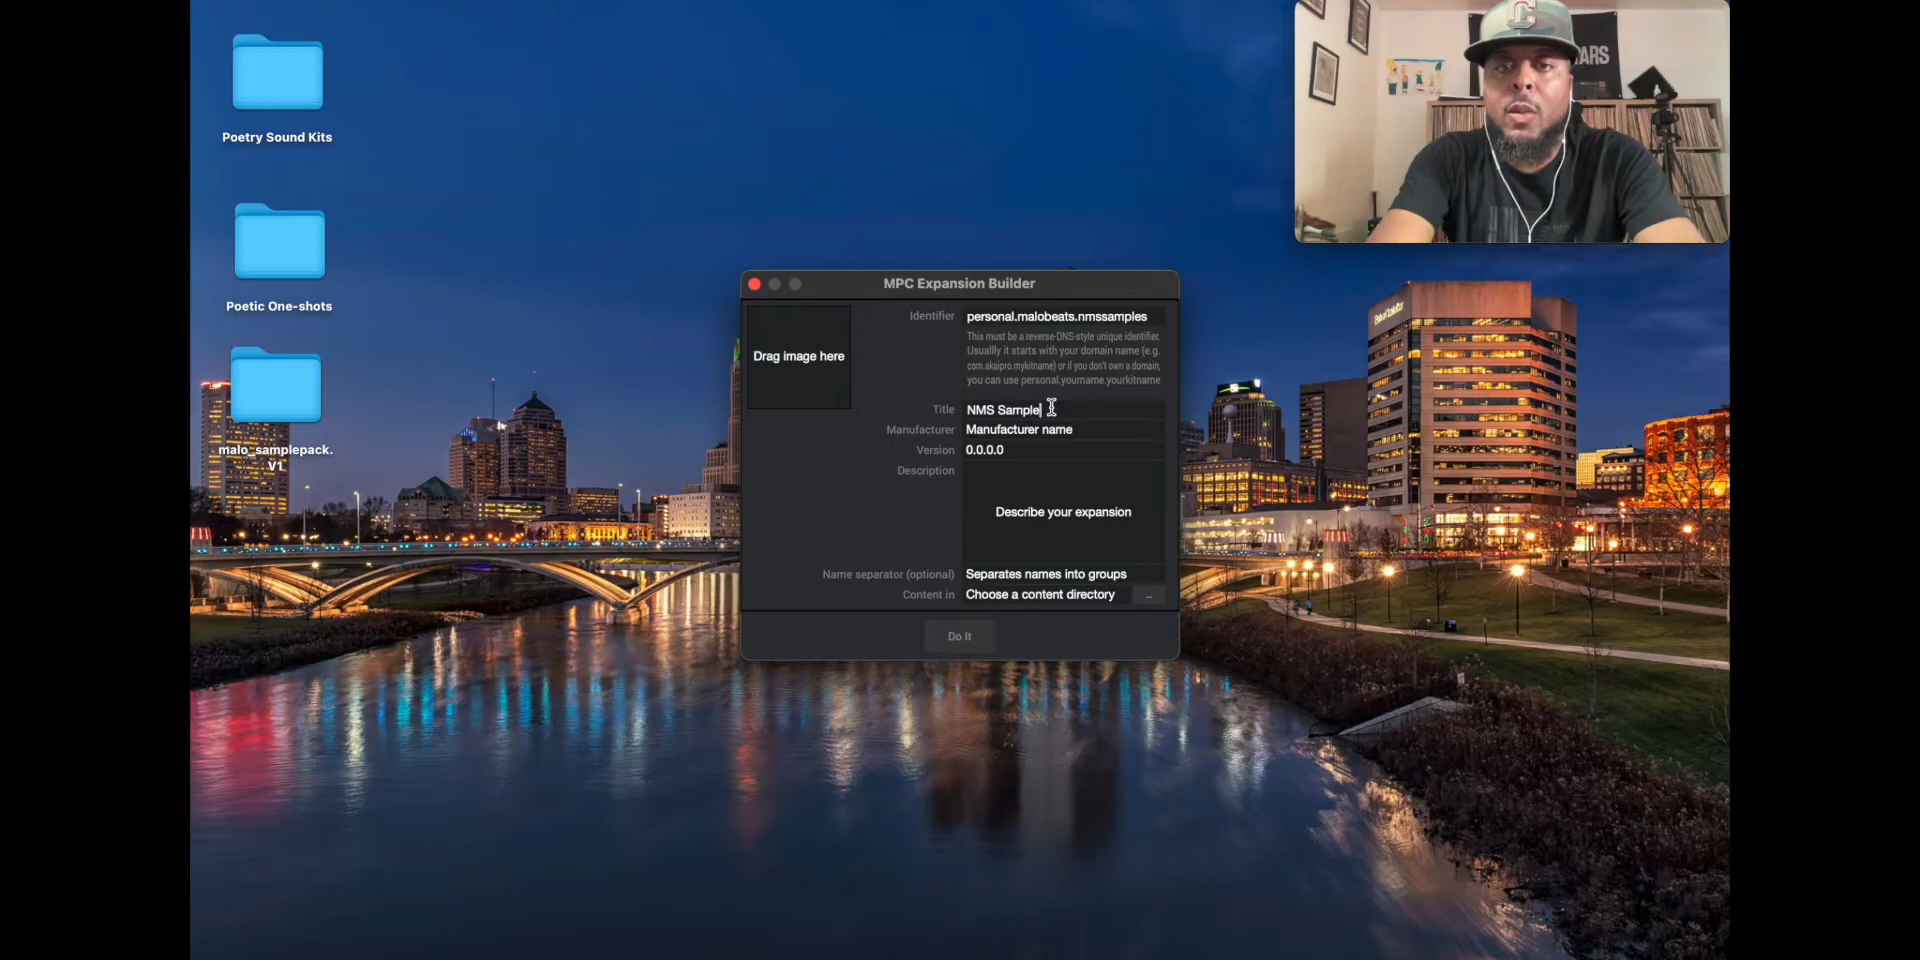 Poetry Sound Kits
Poetic One-shots
malo_samplepack.
V1
ARS
C
MPC Expansion Builder
Drag image here
Identifier personal.malobeats.nmssamples
This must be a reverse-DNS-style unique identifier.
Usuallly it starts with your domain name (e.g.
com.akaipro.mykitname) or if you don't own a domain,
you can use personal.yourname.yourkitname
Title NMS Sample
Manufacturer Manufacturer name
Version 0.0.0.0
Description Describe your expansion
Name separator (optional) Separates names into groups
Content in Choose a content directory ...
Do It